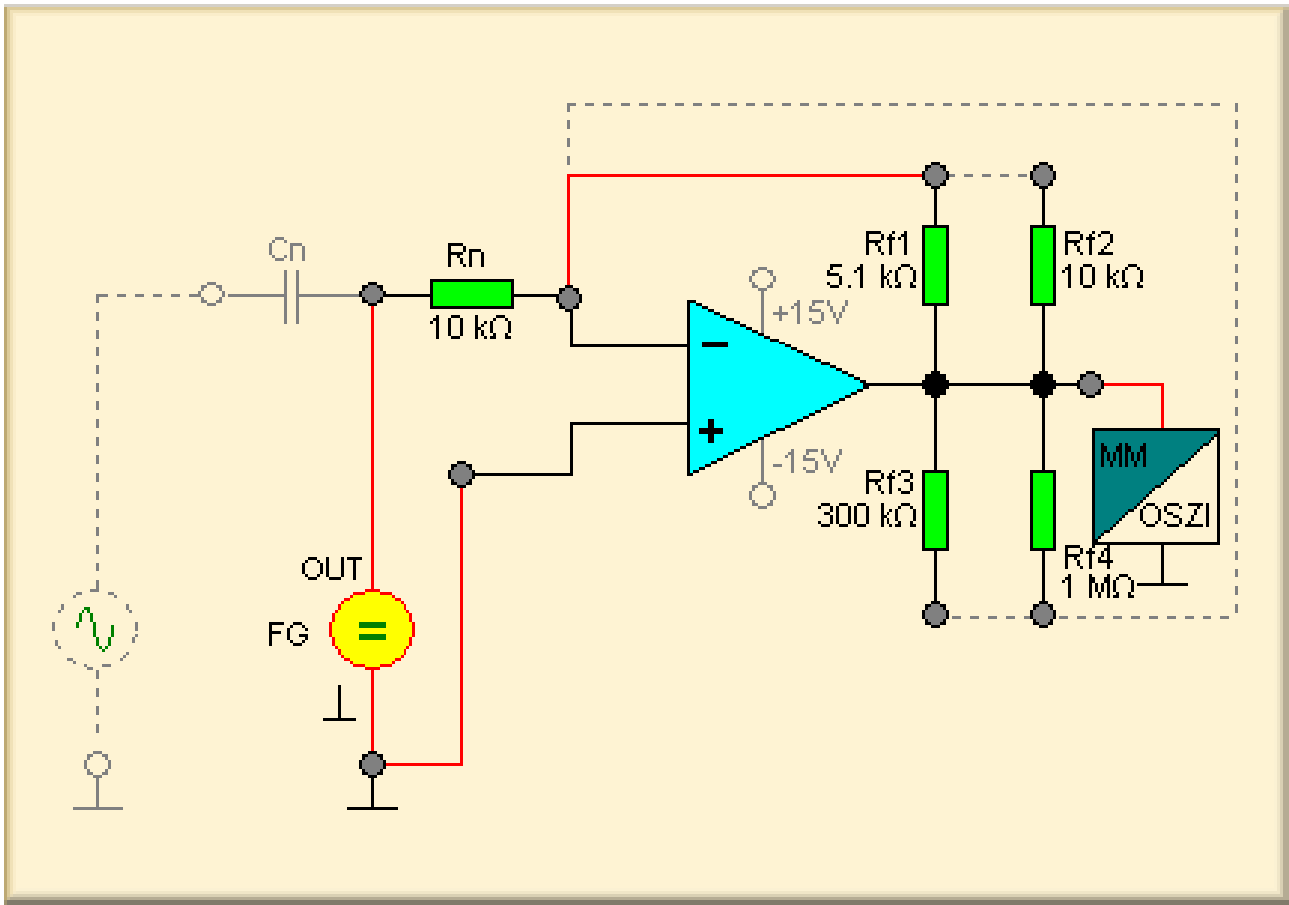 Cn
Rn
10 kΩ
Rf1
5.1 kΩ
Rf2
10 kΩ
+15V
−
+
-15V
Rf3
300 kΩ
MM
OSZI
Rf4
1 MΩ
OUT
FG
=